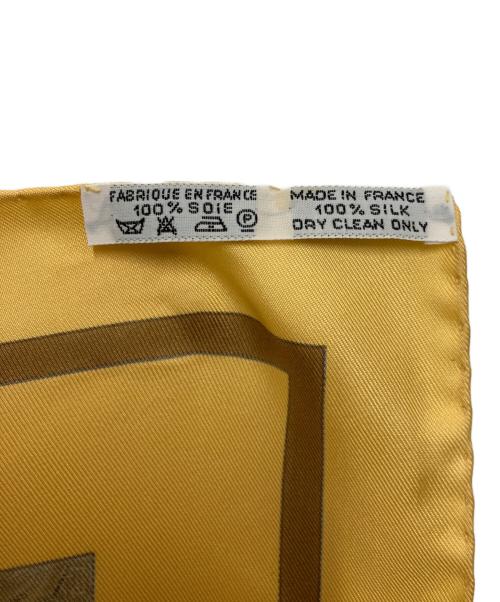 FABRIQUE EN FRANCE
100% SOIE
P
MADE IN FRANCE
100% SILK
DRY CLEAN ONLY